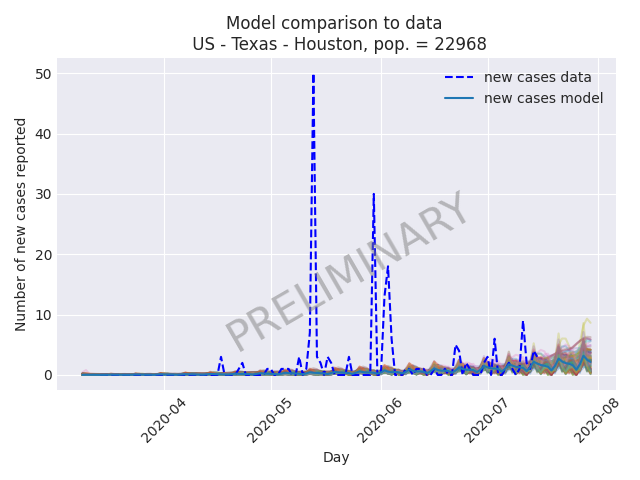 Model comparison to data
US - Texas - Houston, pop. = 22968
new cases data
new cases model
50
40
30
20
10
0
Number of new cases reported
PRELIMINARY
2020-04
2020-05
2020-06
2020-07
2020-08
Day